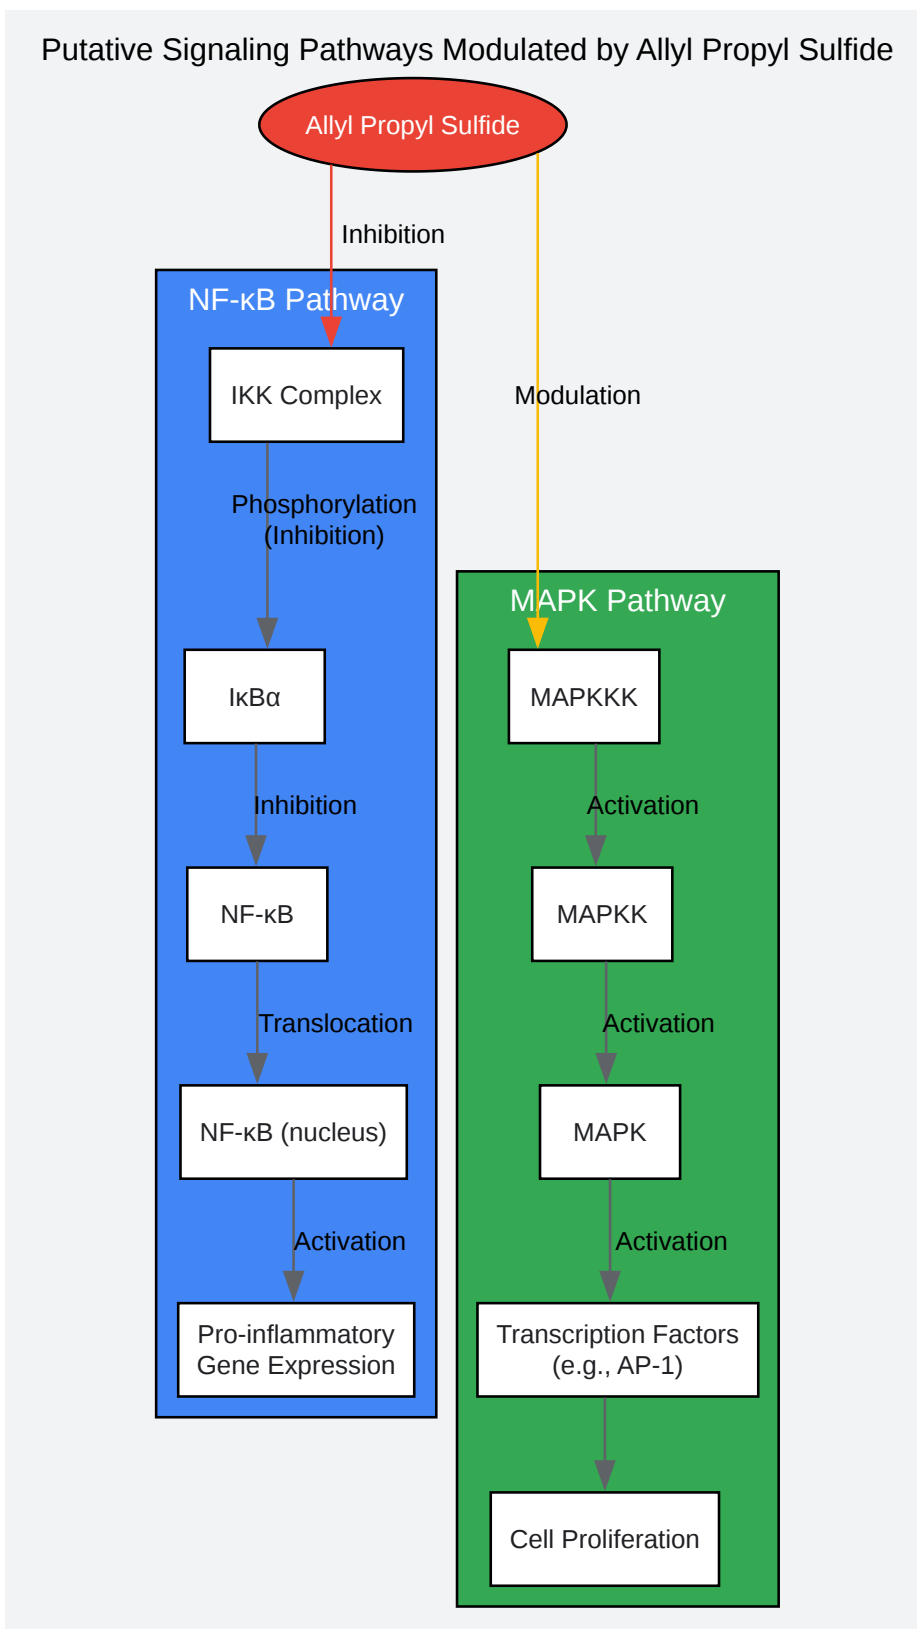 Putative Signaling Pathways Modulated by Allyl Propyl Sulfide
Allyl Propyl Sulfide
Inhibition
NF-κB Pathway
IKK Complex
Modulation
Phosphorylation
(Inhibition)
MAPK Pathway
IκBα
MAPKKK
Inhibition
Activation
NF-κB
MAPKK
Translocation
Activation
NF-κB (nucleus)
MAPK
Activation
Activation
Pro-inflammatory
Gene Expression
Transcription Factors
(e.g., AP-1)
Cell Proliferation